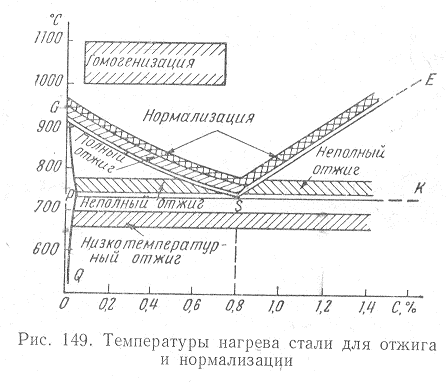 °C
1100
Гомогенизация
1000
E
G
Нормализация
900
Полный
отжиг
Неполный
отжиг
800
P
K
Неполный отжиг
S
700
Низкотемператур-
ный отжиг
600
Q
0 0,2 0,4 0,6 0,8 1,0 1,2 1,4 C,%
Рис. 149. Температуры нагрева стали для отжига
и нормализации